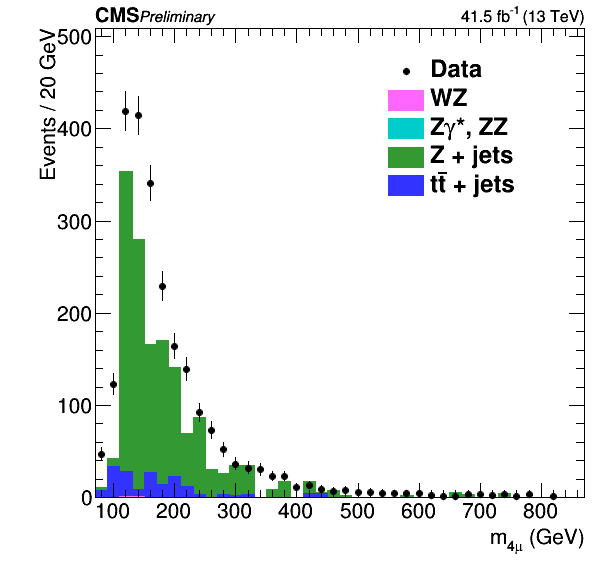 CMS Preliminary 41.5 fb⁻¹ (13 TeV)
Events / 20 GeV
500
400
300
200
100
0
Data
WZ
Zγ*, ZZ
Z + jets
tt̄ + jets
100 200 300 400 500 600 700 800
m₄μ (GeV)